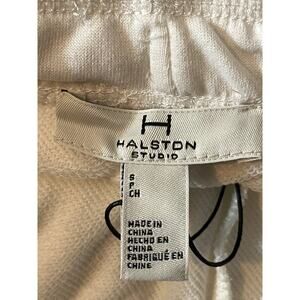 H
HALSTON
STUDIO
S
P
CH
MADE IN
CHINA
HECHO EN
CHINA
FABRIQUÉ EN
CHINE